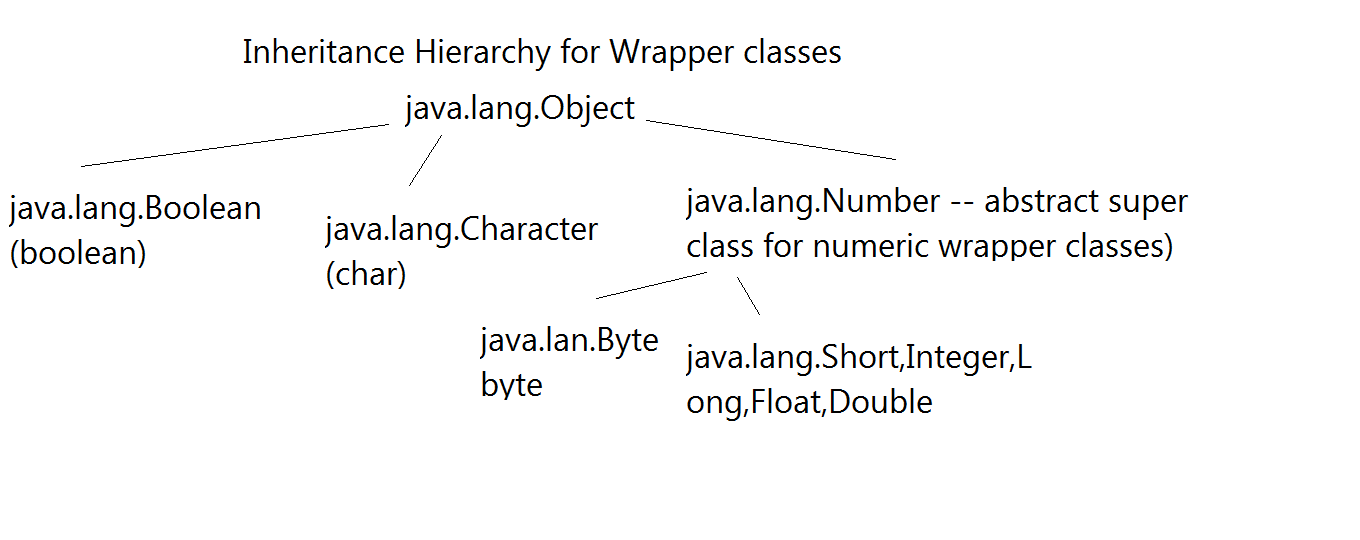 Inheritance Hierarchy for Wrapper classes
java.lang.Object
java.lang.Boolean
(boolean)
java.lang.Character
(char)
java.lang.Number -- abstract super
class for numeric wrapper classes)
java.lan.Byte
byte
java.lang.Short,Integer,L
ong,Float,Double